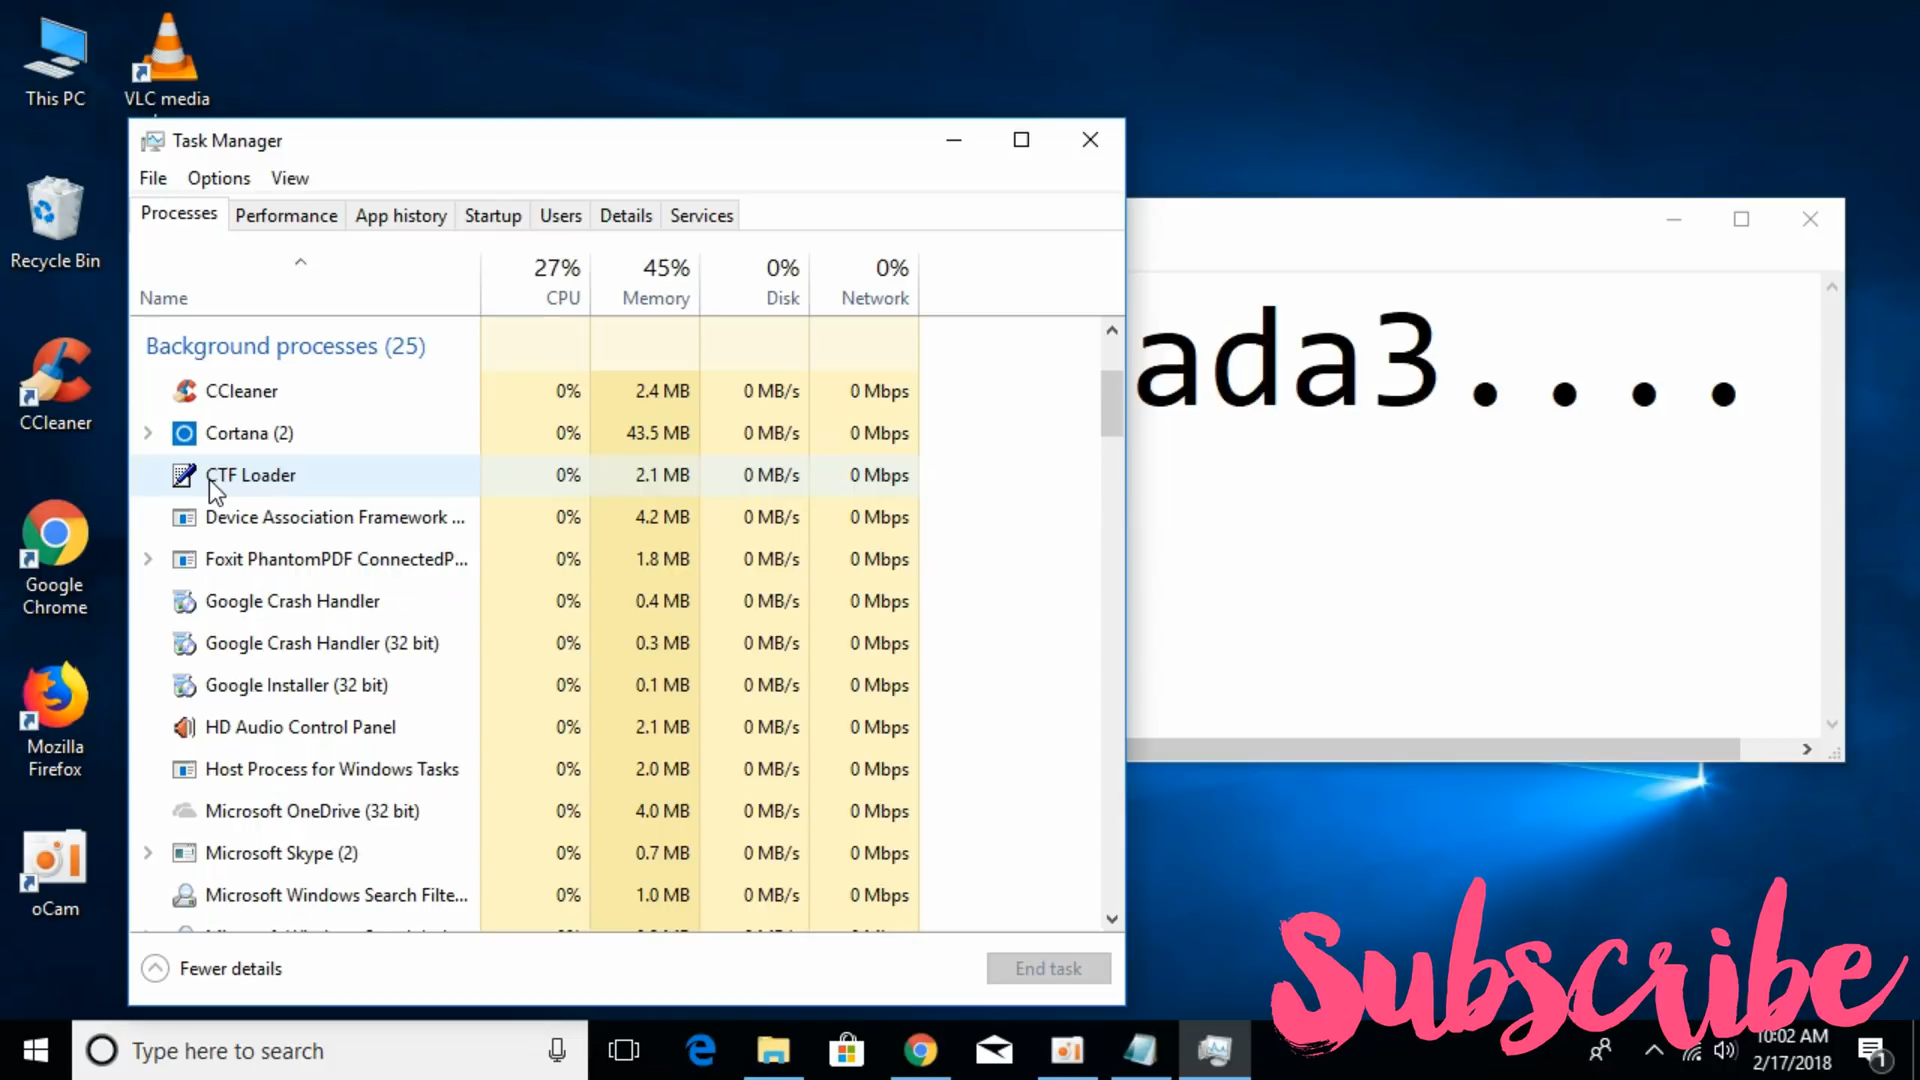 This PC
VLC media
Recycle Bin
CCleaner
Google
Chrome
Mozilla
Firefox
oCam
Task Manager
File Options View
Processes Performance App history Startup Users Details Services
27% 45% 0% 0%
Name CPU Memory Disk Network
Background processes (25)
CCleaner 0% 2.4 MB 0 MB/s 0 Mbps
Cortana (2) 0% 43.5 MB 0 MB/s 0 Mbps
CTF Loader 0% 2.1 MB 0 MB/s 0 Mbps
Device Association Framework ... 0% 4.2 MB 0 MB/s 0 Mbps
Foxit PhantomPDF ConnectedP... 0% 1.8 MB 0 MB/s 0 Mbps
Google Crash Handler 0% 0.4 MB 0 MB/s 0 Mbps
Google Crash Handler (32 bit) 0% 0.3 MB 0 MB/s 0 Mbps
Google Installer (32 bit) 0% 0.1 MB 0 MB/s 0 Mbps
HD Audio Control Panel 0% 2.1 MB 0 MB/s 0 Mbps
Host Process for Windows Tasks 0% 2.0 MB 0 MB/s 0 Mbps
Microsoft OneDrive (32 bit) 0% 4.0 MB 0 MB/s 0 Mbps
Microsoft Skype (2) 0% 0.7 MB 0 MB/s 0 Mbps
Microsoft Windows Search Filte... 0% 1.0 MB 0 MB/s 0 Mbps
Fewer details
End task
ada3....
Subscribe
Type here to search
10:02 AM
2/17/2018
1